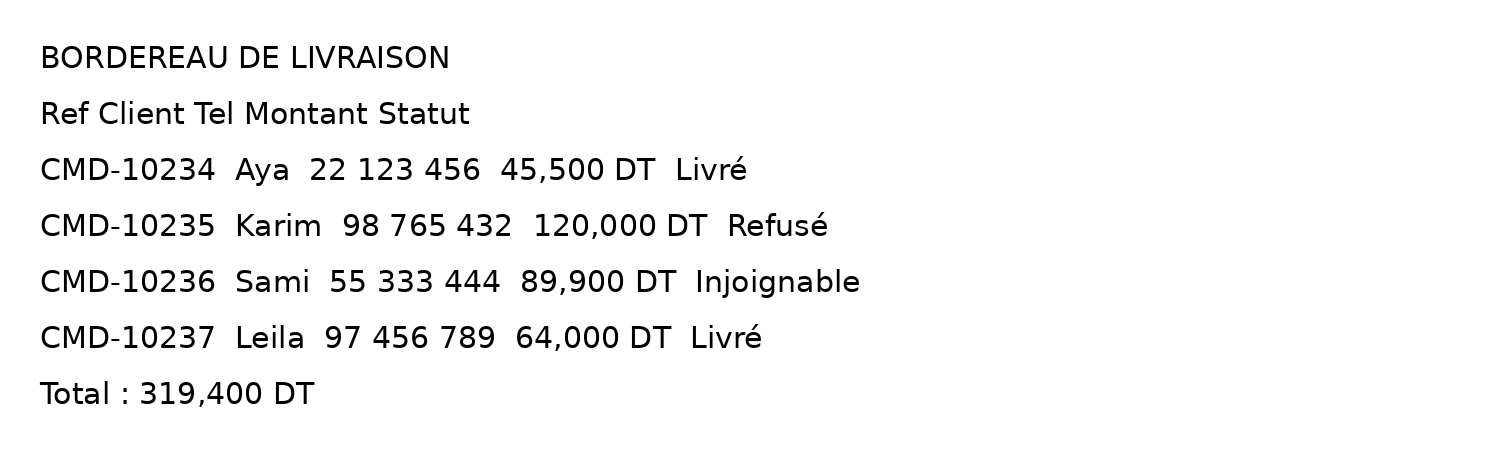 BORDEREAU DE LIVRAISON
Ref Client Tel Montant Statut
CMD-10234 Aya 22 123 456 45,500 DT Livré
CMD-10235 Karim 98 765 432 120,000 DT Refusé
CMD-10236 Sami 55 333 444 89,900 DT Injoignable
CMD-10237 Leila 97 456 789 64,000 DT Livré
Total : 319,400 DT